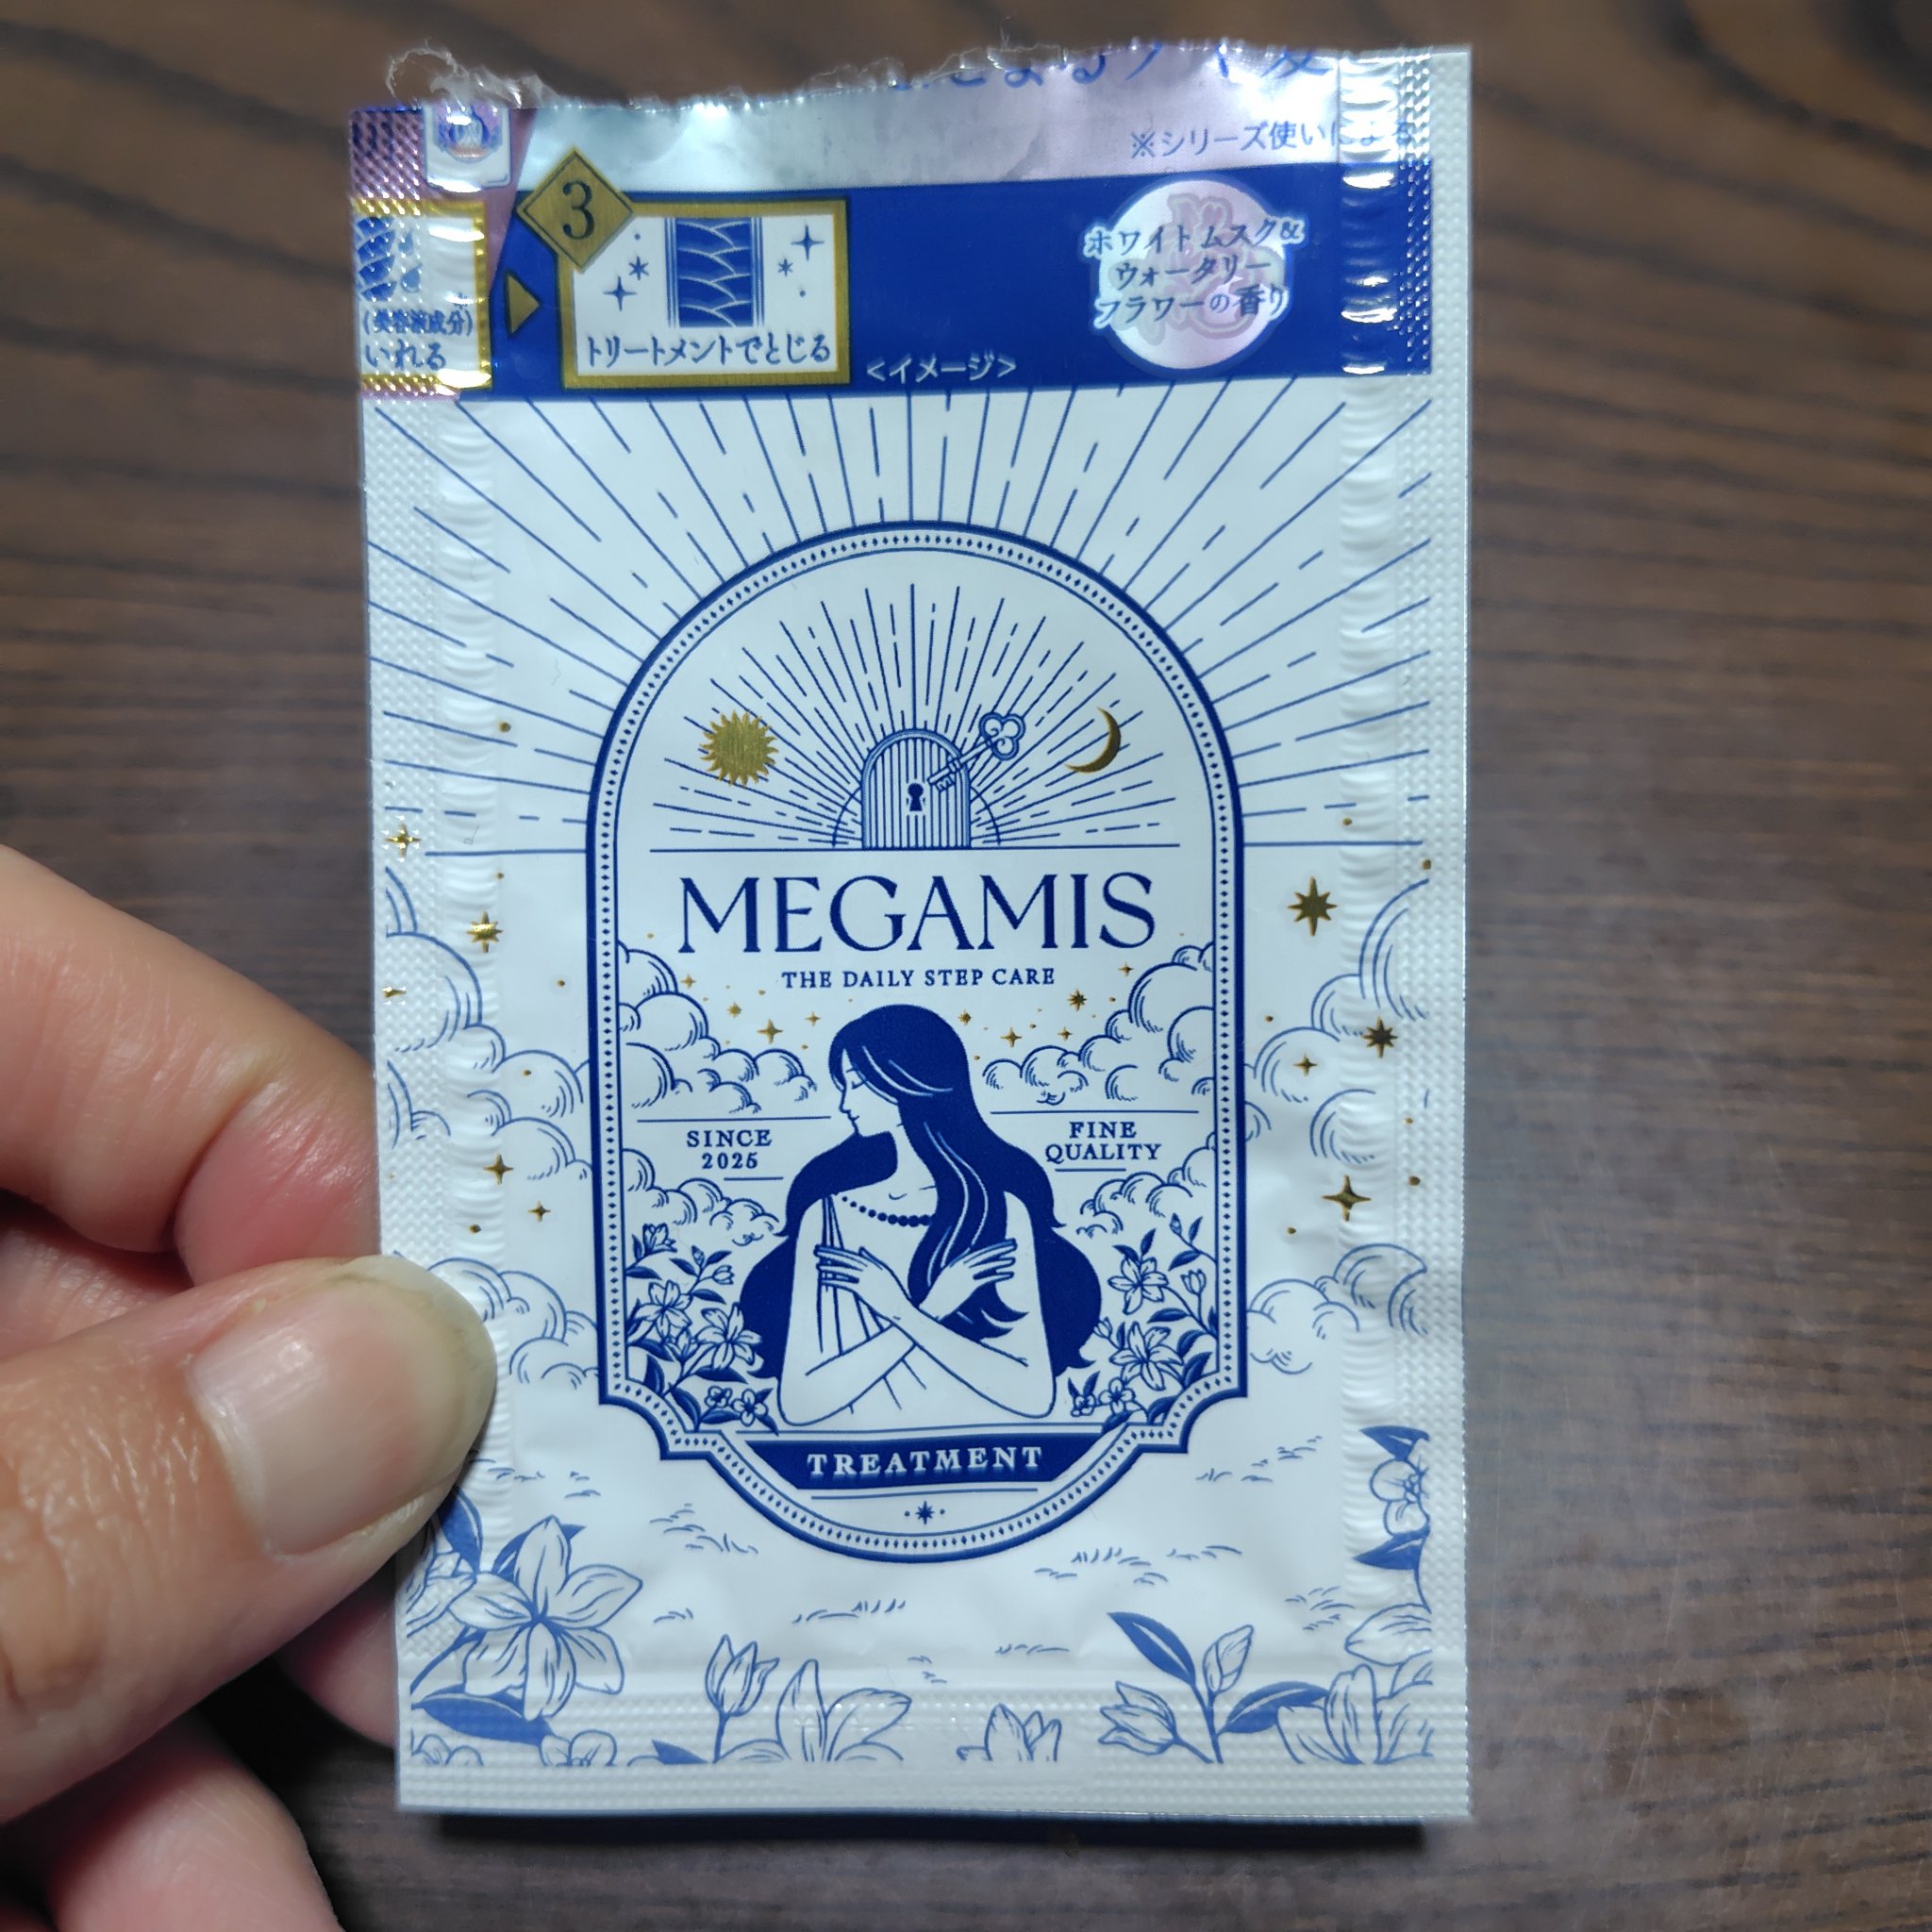 ※シリーズ使いによる
3
(美容液成分)
いれる
トリートメントでとじる
<イメージ>
ホワイトムスク&
ウォータリー
フラワーの香り
MEGAMIS
THE DAILY STEP CARE
SINCE
2025
FINE
QUALITY
TREATMENT